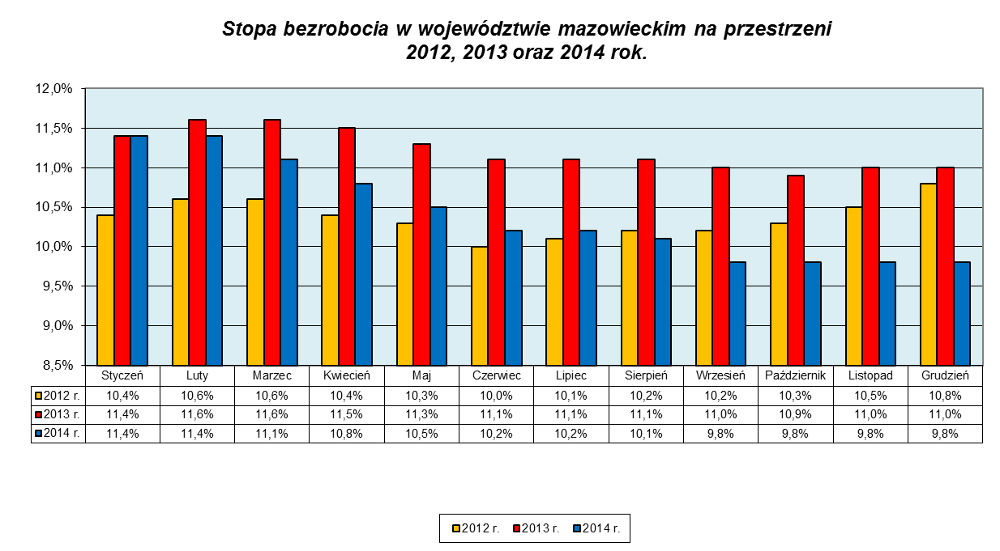 Stopa bezrobocia w województwie mazowieckim na przestrzeni
2012, 2013 oraz 2014 rok.
12,0%
11,5%
11,0%
10,5%
10,0%
9,5%
9,0%
8,5%
Styczeń Luty Marzec Kwiecień Maj Czerwiec Lipiec Sierpień Wrzesień Październik Listopad Grudzień
2012 r. 10,4% 10,6% 10,6% 10,4% 10,3% 10,0% 10,1% 10,2% 10,2% 10,3% 10,5% 10,8%
2013 r. 11,4% 11,6% 11,6% 11,5% 11,3% 11,1% 11,1% 11,1% 11,0% 10,9% 11,0% 11,0%
2014 r. 11,4% 11,4% 11,1% 10,8% 10,5% 10,2% 10,2% 10,1% 9,8% 9,8% 9,8% 9,8%
2012 r. 2013 r. 2014 r.